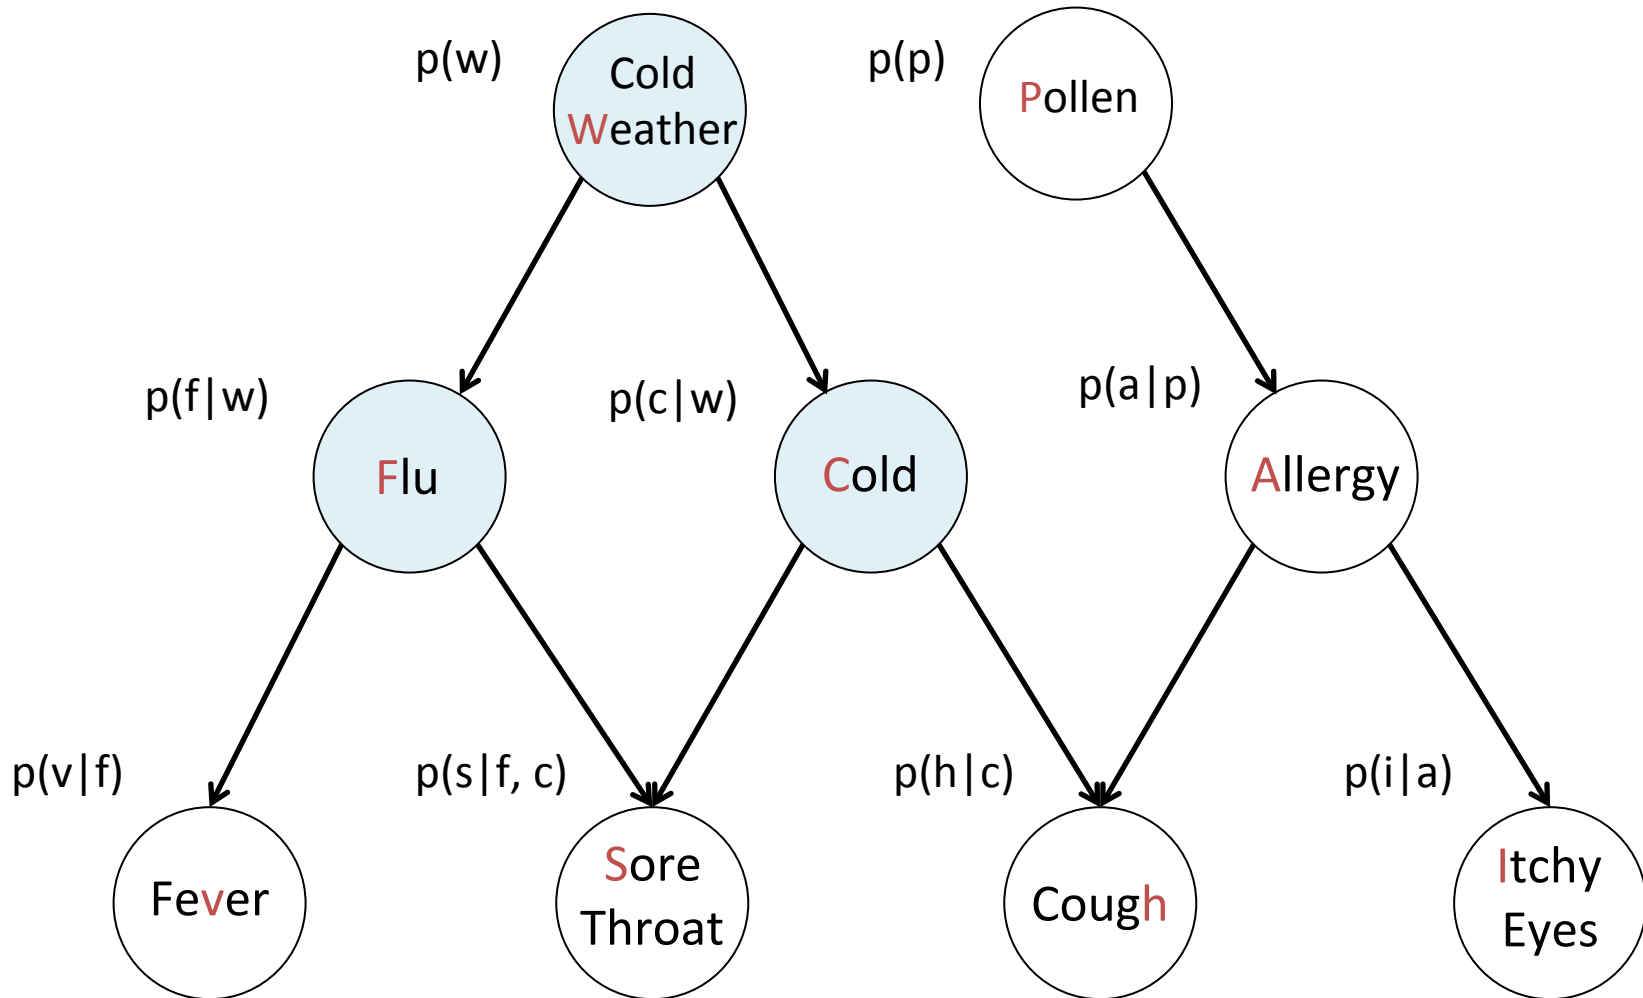 p(w)
Cold
Weather
p(p)
Pollen
p(f|w)
Flu
p(c|w)
Cold
p(a|p)
Allergy
p(v|f)
Fever
p(s|f, c)
Sore
Throat
p(h|c)
Cough
p(i|a)
Itchy
Eyes